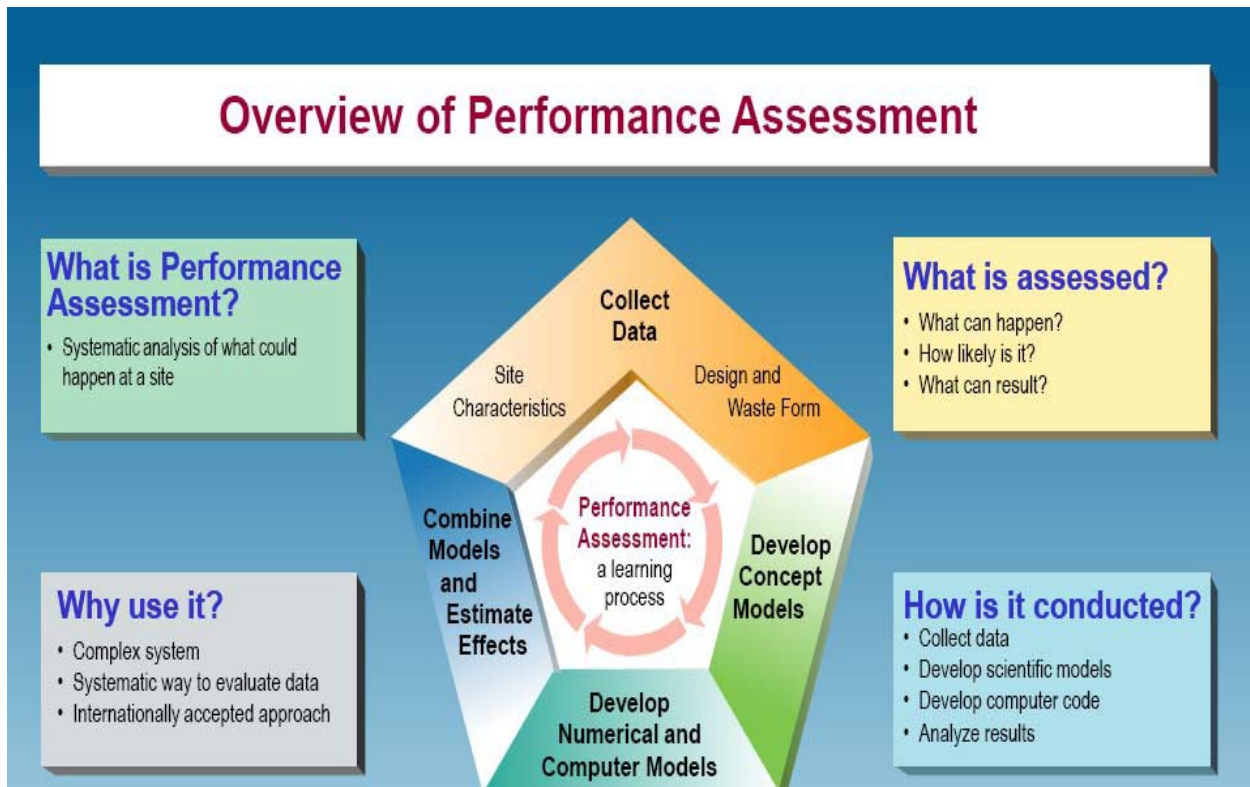 Overview of Performance Assessment
What is Performance
Assessment?
• Systematic analysis of what could
happen at a site
What is assessed?
• What can happen?
• How likely is it?
• What can result?
Collect
Data
Site
Characteristics
Design and
Waste Form
Develop
Concept
Models
Develop
Numerical and
Computer Models
Combine
Models
and
Estimate
Effects
Performance
Assessment:
a learning
process
Why use it?
• Complex system
• Systematic way to evaluate data
• Internationally accepted approach
How is it conducted?
• Collect data
• Develop scientific models
• Develop computer code
• Analyze results